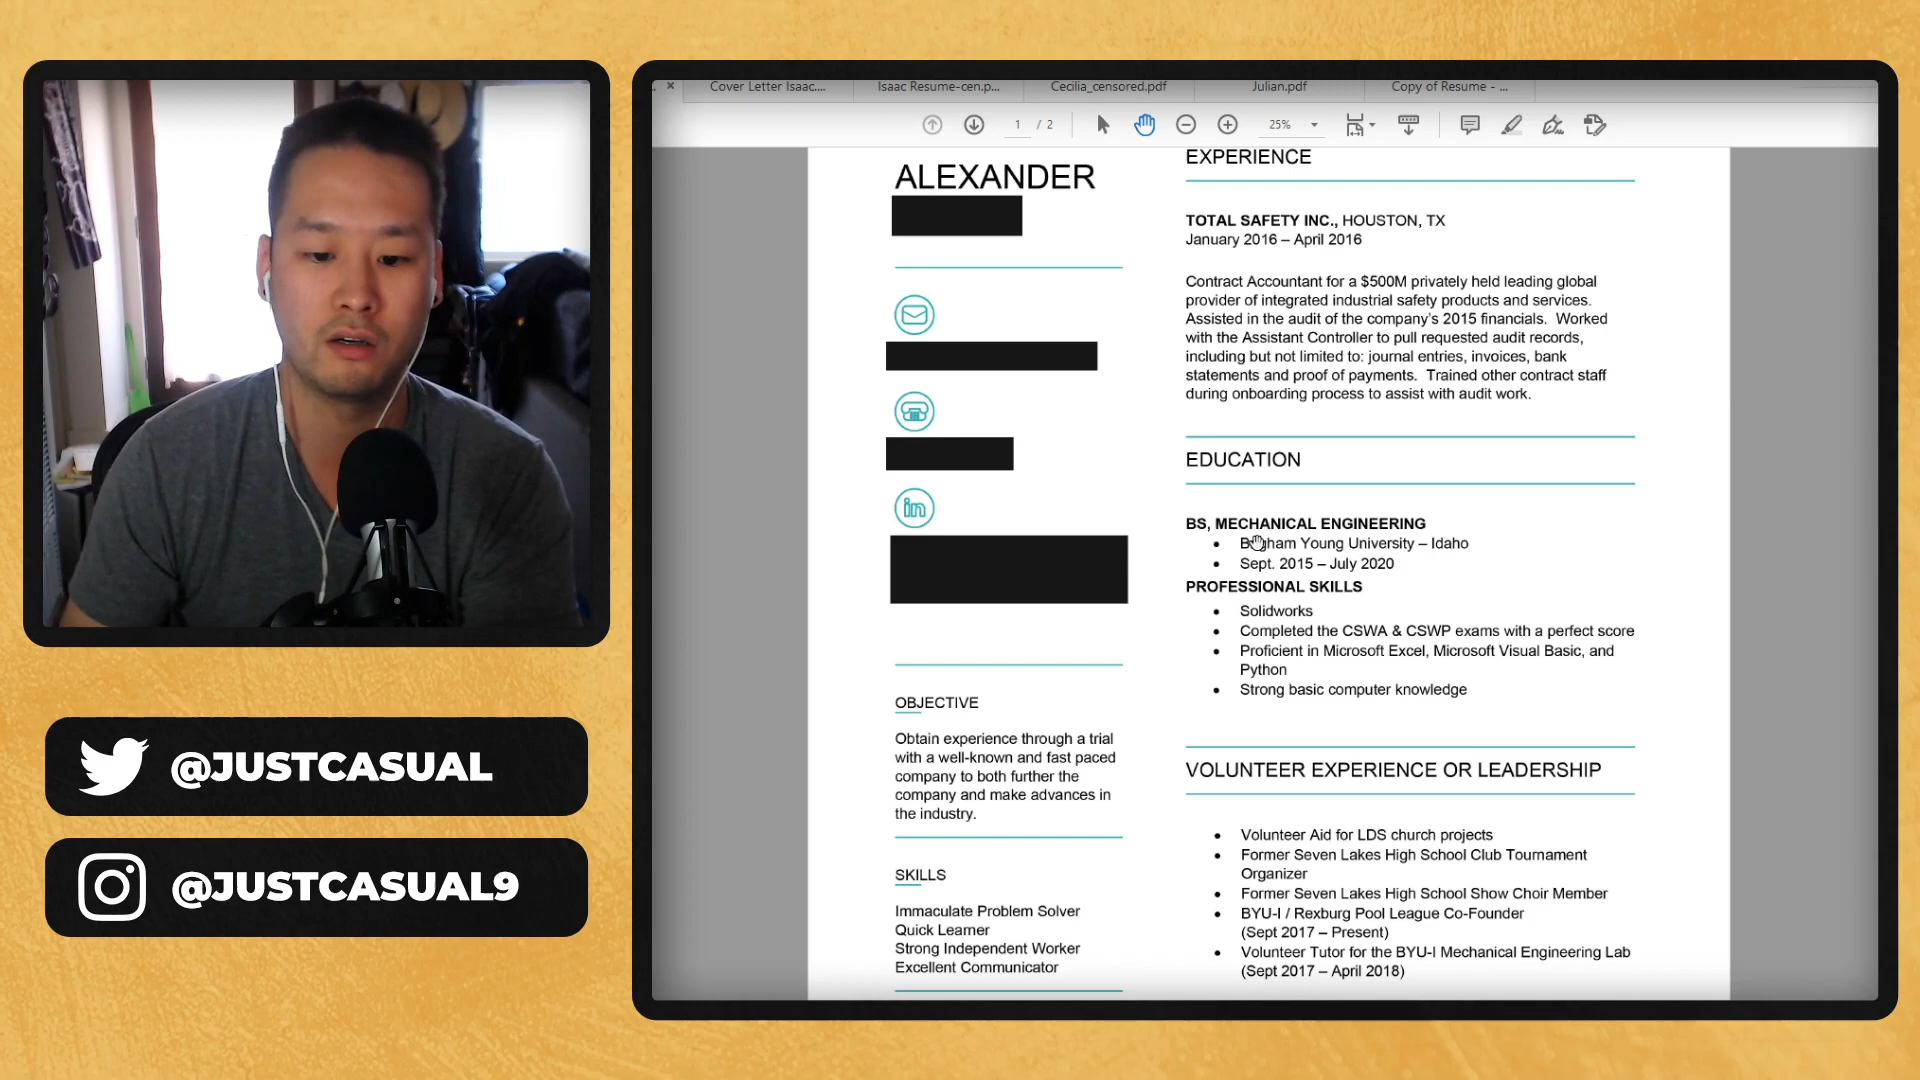 Cover Letter Isaac....
Isaac Resume-cen.p...
Cecilia_censored.pdf
Julian.pdf
Copy of Resume - ...
1 / 2
25%
ALEXANDER
in
OBJECTIVE
Obtain experience through a trial
with a well-known and fast paced
company to both further the
company and make advances in
the industry.
SKILLS
Immaculate Problem Solver
Quick Learner
Strong Independent Worker
Excellent Communicator
EXPERIENCE
TOTAL SAFETY INC., HOUSTON, TX
January 2016 – April 2016
Contract Accountant for a $500M privately held leading global
provider of integrated industrial safety products and services.
Assisted in the audit of the company's 2015 financials. Worked
with the Assistant Controller to pull requested audit records,
including but not limited to: journal entries, invoices, bank
statements and proof of payments. Trained other contract staff
during onboarding process to assist with audit work.
EDUCATION
BS, MECHANICAL ENGINEERING
• Brigham Young University – Idaho
• Sept. 2015 – July 2020
PROFESSIONAL SKILLS
• Solidworks
• Completed the CSWA & CSWP exams with a perfect score
• Proficient in Microsoft Excel, Microsoft Visual Basic, and
Python
• Strong basic computer knowledge
VOLUNTEER EXPERIENCE OR LEADERSHIP
• Volunteer Aid for LDS church projects
• Former Seven Lakes High School Club Tournament
Organizer
• Former Seven Lakes High School Show Choir Member
• BYU-I / Rexburg Pool League Co-Founder
(Sept 2017 – Present)
• Volunteer Tutor for the BYU-I Mechanical Engineering Lab
(Sept 2017 – April 2018)
@JUSTCASUAL
@JUSTCASUAL9